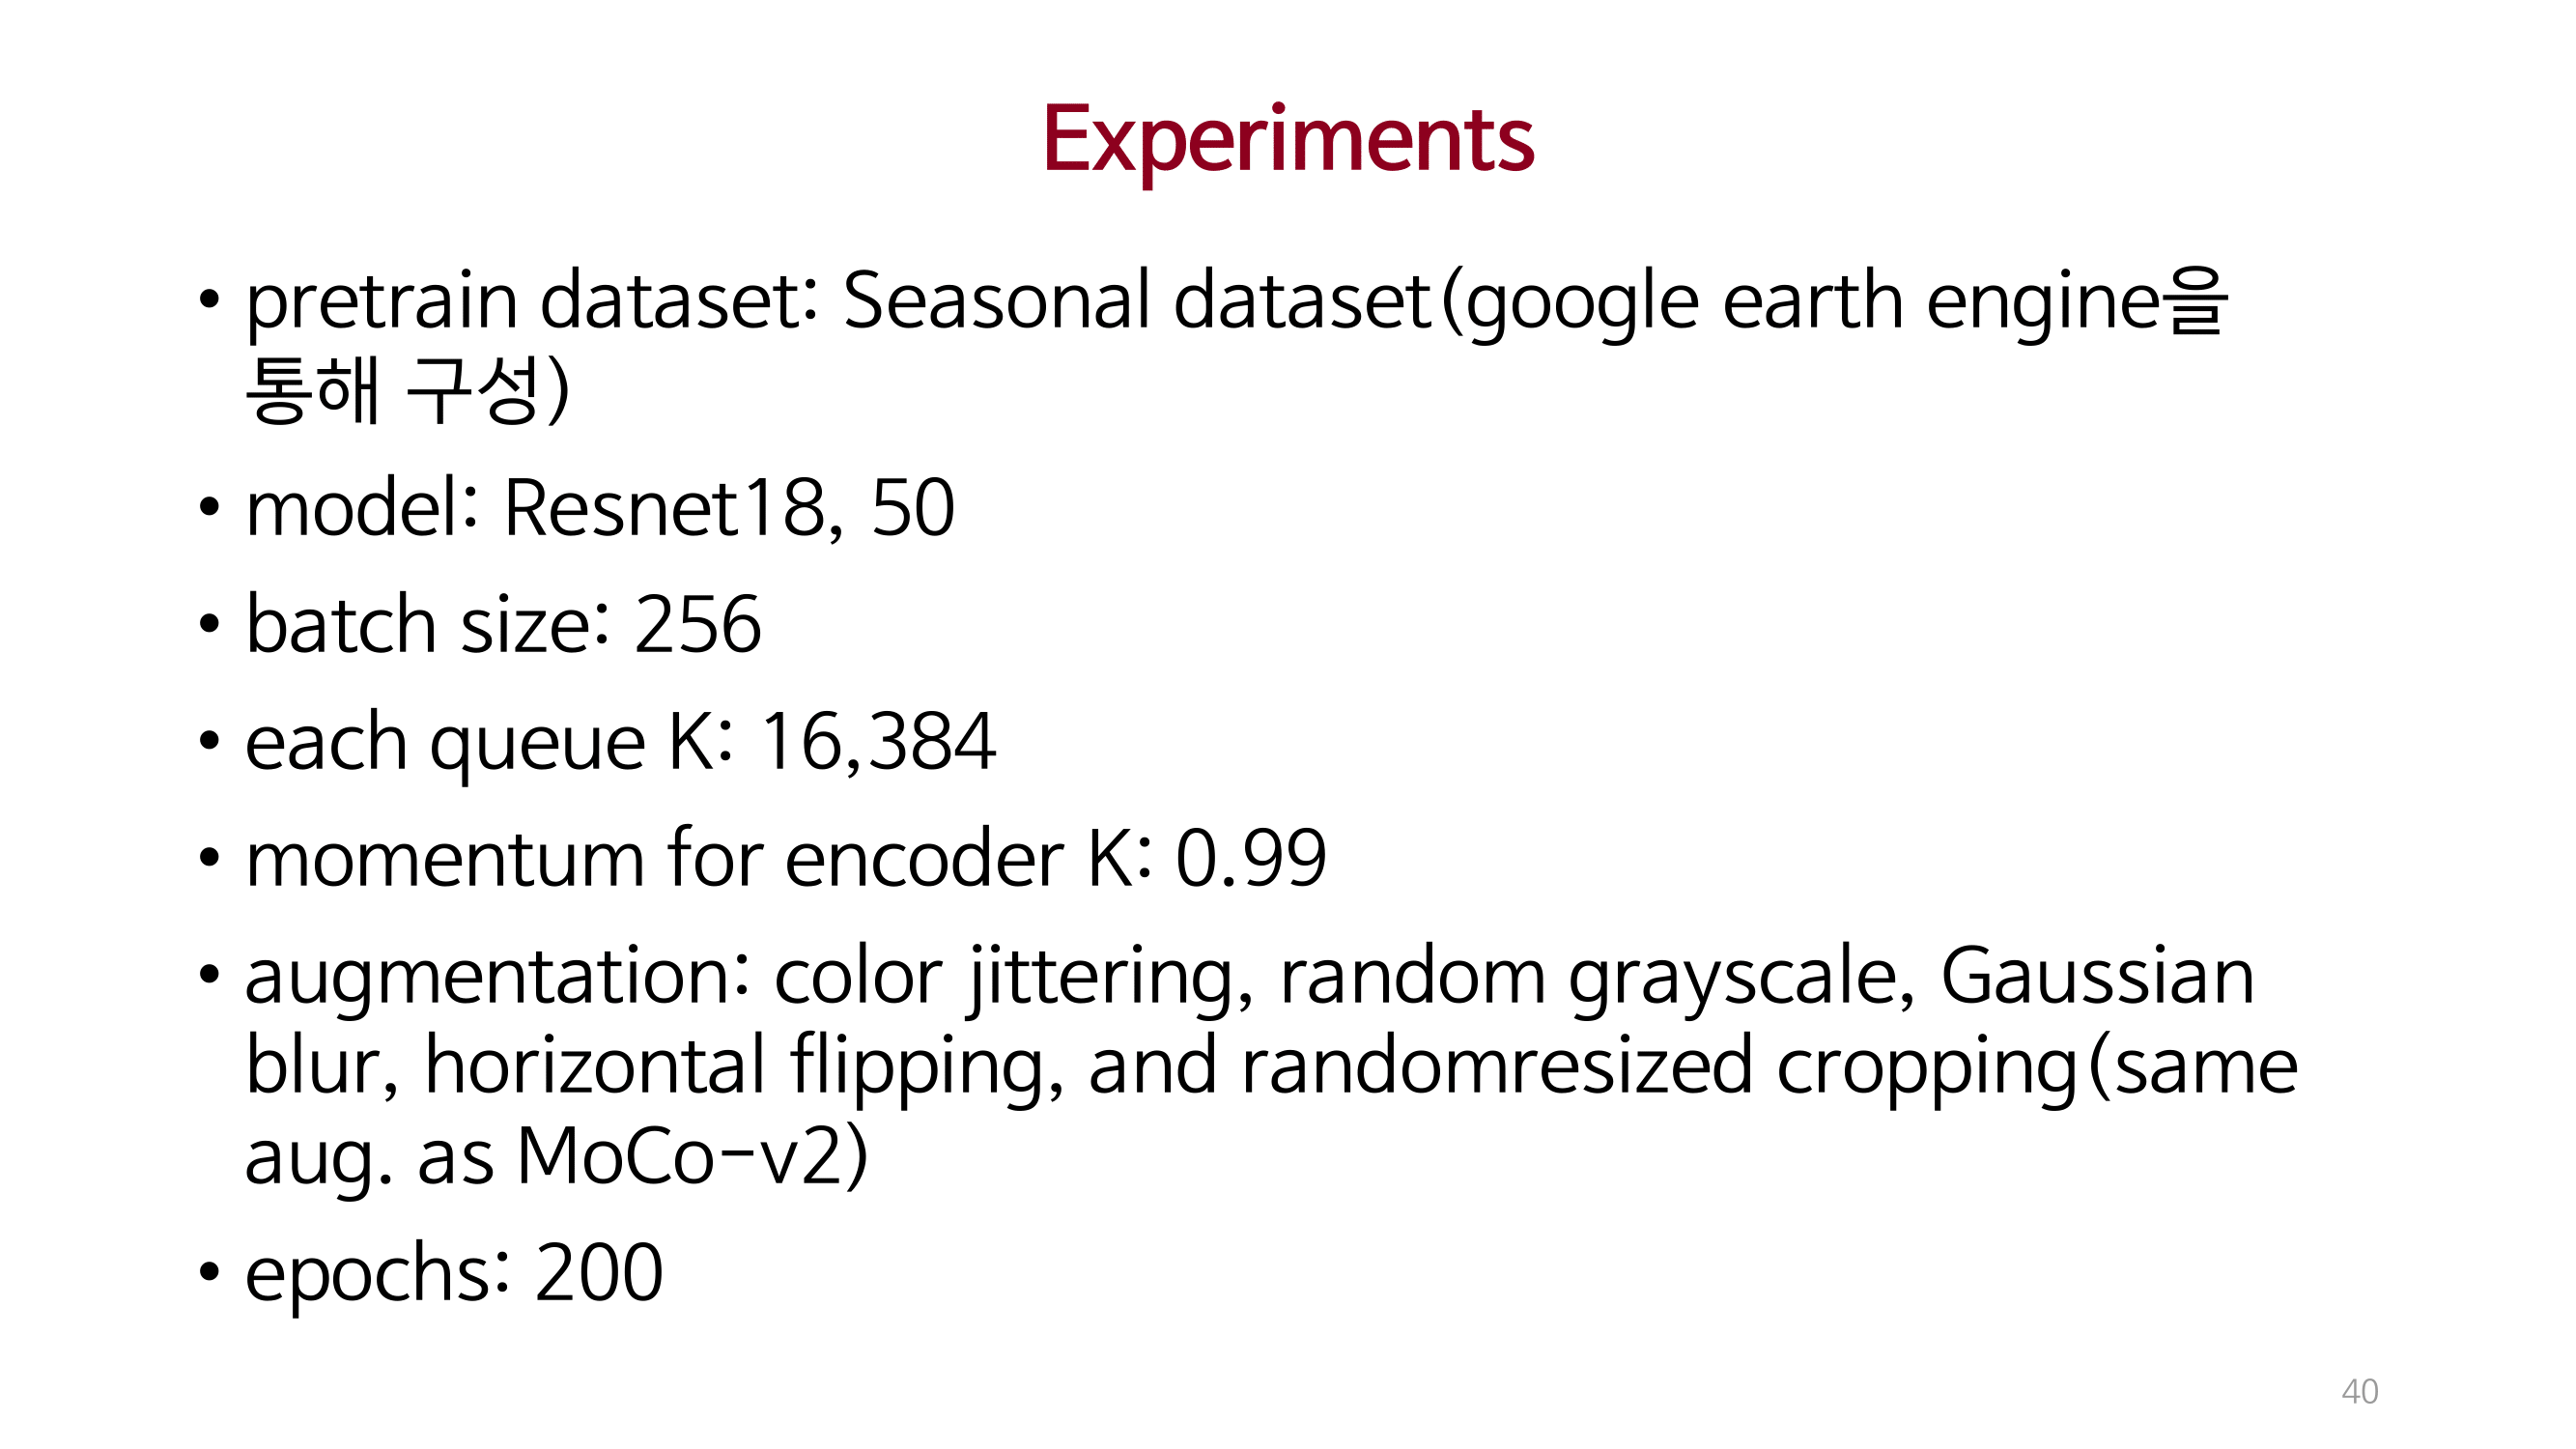 Experiments
• pretrain dataset: Seasonal dataset(google earth engine을
통해 구성)
• model: Resnet18, 50
• batch size: 256
• each queue K: 16,384
• momentum for encoder K: 0.99
• augmentation: color jittering, random grayscale, Gaussian
blur, horizontal flipping, and randomresized cropping(same
aug. as MoCo-v2)
• epochs: 200
40